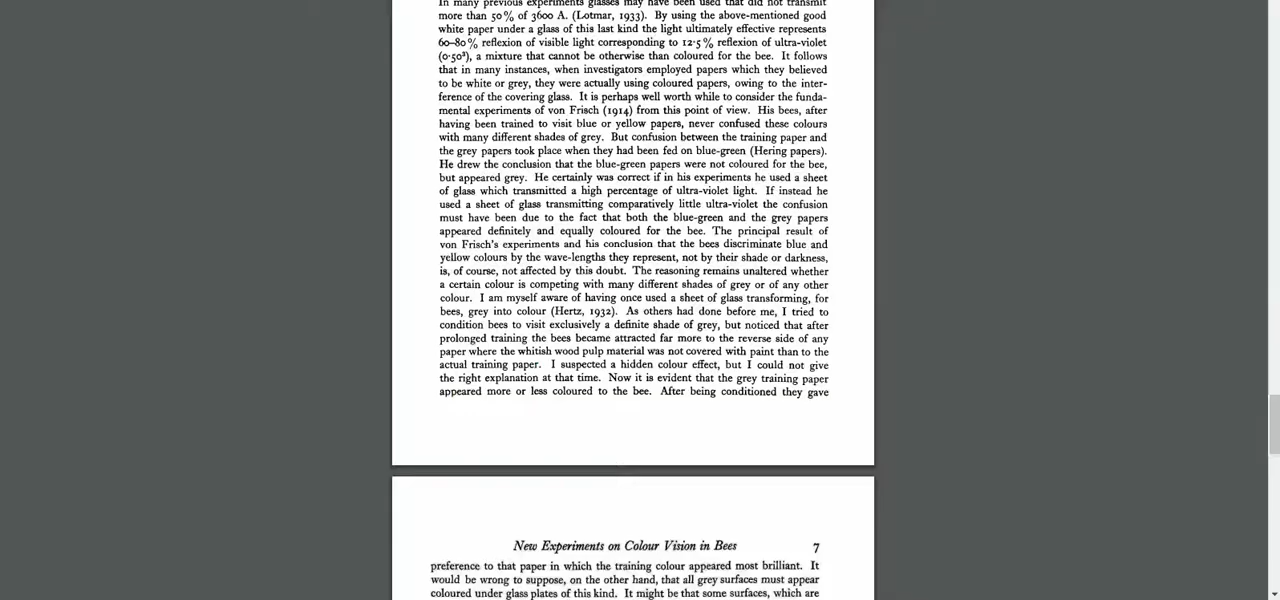 In many previous experiments glasses may have been used that did not transmit
more than 50% of 3600 A. (Lotmar, 1933). By using the above-mentioned good
white paper under a glass of this last kind the light ultimately effective represents
60–80% reflexion of visible light corresponding to 12·5% reflexion of ultra-violet
(0·50³), a mixture that cannot be otherwise than coloured for the bee. It follows
that in many instances, when investigators employed papers which they believed
to be white or grey, they were actually using coloured papers, owing to the inter-
ference of the covering glass. It is perhaps well worth while to consider the funda-
mental experiments of von Frisch (1914) from this point of view. His bees, after
having been trained to visit blue or yellow papers, never confused these colours
with many different shades of grey. But confusion between the training paper and
the grey papers took place when they had been fed on blue-green (Hering papers).
He drew the conclusion that the blue-green papers were not coloured for the bee,
but appeared grey. He certainly was correct if in his experiments he used a sheet
of glass which transmitted a high percentage of ultra-violet light. If instead he
used a sheet of glass transmitting comparatively little ultra-violet the confusion
must have been due to the fact that both the blue-green and the grey papers
appeared definitely and equally coloured for the bee. The principal result of
von Frisch's experiments and his conclusion that the bees discriminate blue and
yellow colours by the wave-lengths they represent, not by their shade or darkness,
is, of course, not affected by this doubt. The reasoning remains unaltered whether
a certain colour is competing with many different shades of grey or of any other
colour. I am myself aware of having once used a sheet of glass transforming, for
bees, grey into colour (Hertz, 1932). As others had done before me, I tried to
condition bees to visit exclusively a definite shade of grey, but noticed that after
prolonged training the bees became attracted far more to the reverse side of any
paper where the whitish wood pulp material was not covered with paint than to the
actual training paper. I suspected a hidden colour effect, but I could not give
the right explanation at that time. Now it is evident that the grey training paper
appeared more or less coloured to the bee. After being conditioned they gave
New Experiments on Colour Vision in Bees 7
preference to that paper in which the training colour appeared most brilliant. It
would be wrong to suppose, on the other hand, that all grey surfaces must appear
coloured under glass plates of this kind. It might be that some surfaces, which are